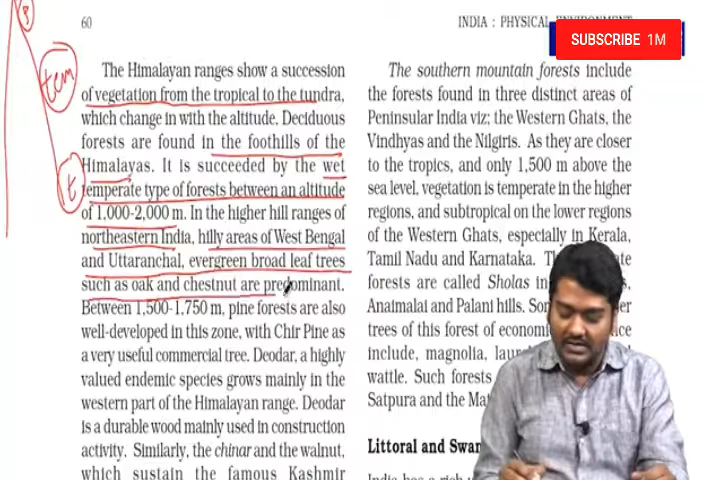 60
INDIA : PHYSICAL ENVIRONMENT
SUBSCRIBE 1M
The Himalayan ranges show a succession
of vegetation from the tropical to the tundra,
which change in with the altitude. Deciduous
forests are found in the foothills of the
Himalayas. It is succeeded by the wet
temperate type of forests between an altitude
of 1,000-2,000 m. In the higher hill ranges of
northeastern India, hilly areas of West Bengal
and Uttaranchal, evergreen broad leaf trees
such as oak and chestnut are predominant.
Between 1,500-1,750 m, pine forests are also
well-developed in this zone, with Chir Pine as
a very useful commercial tree. Deodar, a highly
valued endemic species grows mainly in the
western part of the Himalayan range. Deodar
is a durable wood mainly used in construction
activity. Similarly, the chinar and the walnut,
which sustain the famous Kashmir
The southern mountain forests include
the forests found in three distinct areas of
Peninsular India viz; the Western Ghats, the
Vindhyas and the Nilgiris. As they are closer
to the tropics, and only 1,500 m above the
sea level, vegetation is temperate in the higher
regions, and subtropical on the lower regions
of the Western Ghats, especially in Kerala,
Tamil Nadu and Karnataka.
forests are called Sholas in
Anaimalai and Palani hills.
trees of this forest of
include, magnolia,
wattle. Such forests
Satpura and the
Littoral and
India has a rich
tem
t